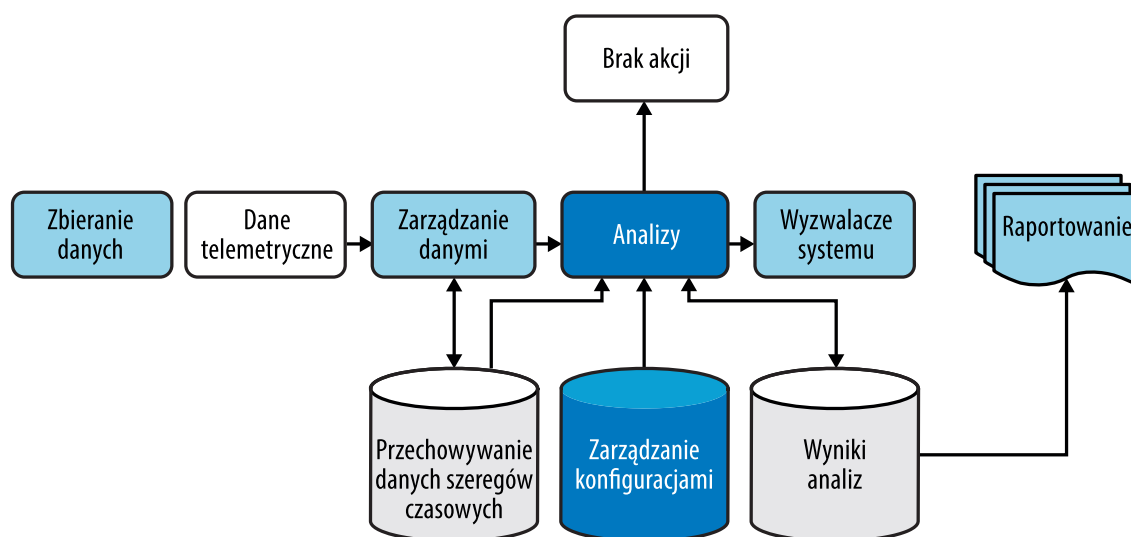 Brak akcji
Zbieranie
danych
Dane
telemetryczne
Zarządzanie
danymi
Analizy
Wyzwalacze
systemu
Raportowanie
Przechowywanie
danych szeregów
czasowych
Zarządzanie
konfiguracjami
Wyniki
analiz